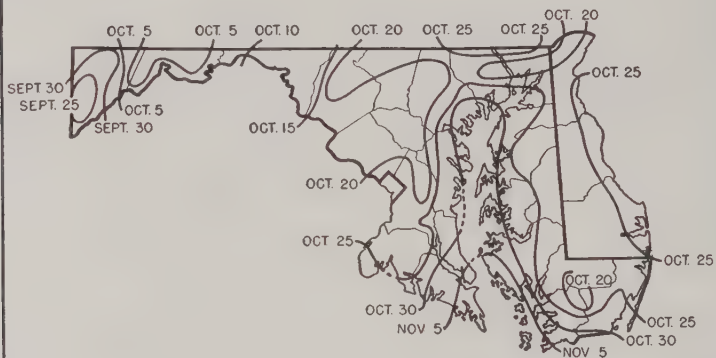 OCT. 20
OCT. 5
OCT. 5
OCT. 10
OCT. 20
OCT. 25
OCT. 25
OCT. 25
SEPT 30
SEPT. 25
OCT. 5
SEPT. 30
OCT. 15
OCT. 20
OCT 25
OCT. 25
OCT. 20
OCT. 30
OCT. 25
NOV 5
OCT. 30
NOV 5